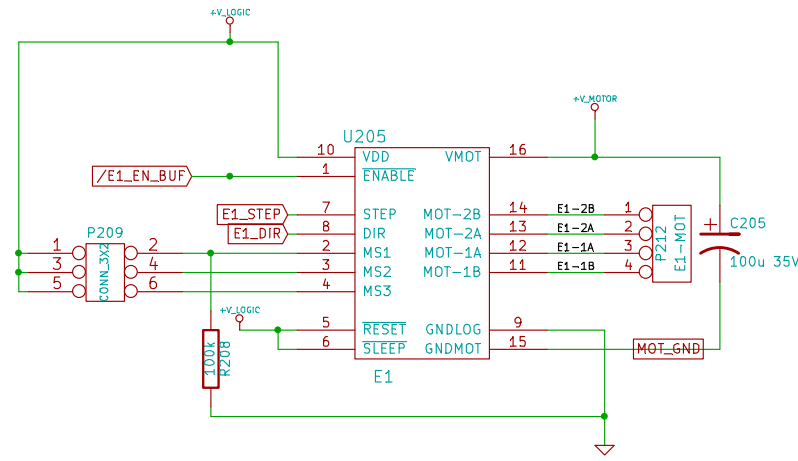 +V_LOGIC
+V_MOTOR
U205
10 VDD VMOT 16
/E1_EN_BUF 1 ENABLE
E1_STEP 7 STEP MOT-2B 14 E1-2B 1
E1_DIR 8 DIR MOT-2A 13 E1-2A 2
2 MS1 MOT-1A 12 E1-1A 3
3 MS2 MOT-1B 11 E1-1B 4
4 MS3
P212
E1-MOT
+
C205
100u 35V
P209
1 2
3 4
5 6
CONN_3X2
+V_LOGIC
5 RESET GNDLOG 9
6 SLEEP GNDMOT 15
MOT_GND
E1
100k
R208